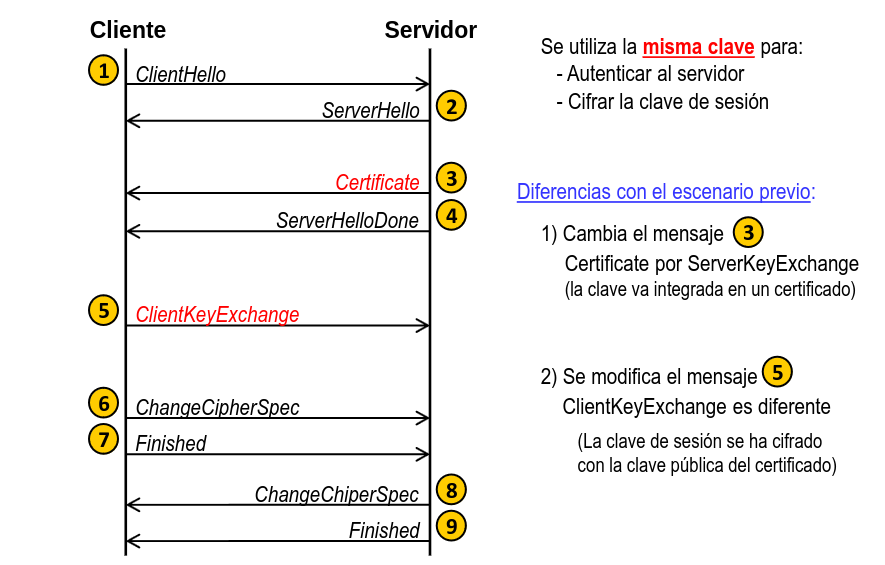 Cliente
Servidor
1
ClientHello
ServerHello
2
Certificate
3
ServerHelloDone
4
5
ClientKeyExchange
6
ChangeCipherSpec
7
Finished
ChangeChiperSpec
8
Finished
9
Se utiliza la misma clave para:
- Autenticar al servidor
- Cifrar la clave de sesión
Diferencias con el escenario previo:
1) Cambia el mensaje 3
Certificate por ServerKeyExchange
(la clave va integrada en un certificado)
2) Se modifica el mensaje 5
ClientKeyExchange es diferente
(La clave de sesión se ha cifrado
con la clave pública del certificado)